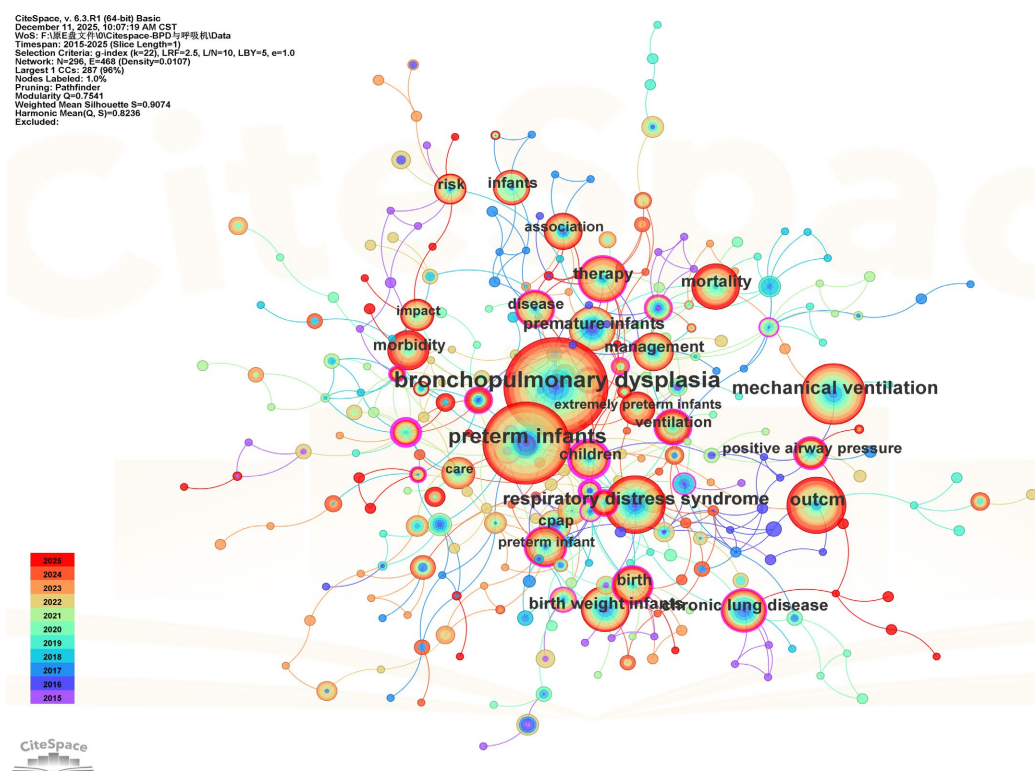 CiteSpace, v. 6.3.R1 (64-bit) Basic
December 11, 2025, 10:07:19 AM CST
WoS: F:\原E盘文件\0\Citespace-BPD与呼吸机\Data
Timespan: 2015-2025 (Slice Length=1)
Selection Criteria: g-index (k=22), LRF=2.5, L/N=10, LBY=5, e=1.0
Network: N=296, E=468 (Density=0.0107)
Largest 1 CCs: 287 (96%)
Nodes Labeled: 1.0%
Pruning: Pathfinder
Modularity Q=0.7541
Weighted Mean Silhouette S=0.9074
Harmonic Mean(Q, S)=0.8236
Excluded:
CiteSpace
risk
infants
association
therapy
mortality
disease
impact
premature infants
morbidity
management
bronchopulmonary dysplasia
mechanical ventilation
extremely preterm infants
ventilation
preterm infants
positive airway pressure
children
care
respiratory distress syndrome
outcm
cpap
preterm infant
birth
birth weight infants
chronic lung disease
2025
2024
2023
2022
2021
2020
2019
2018
2017
2016
2015
CiteSpace